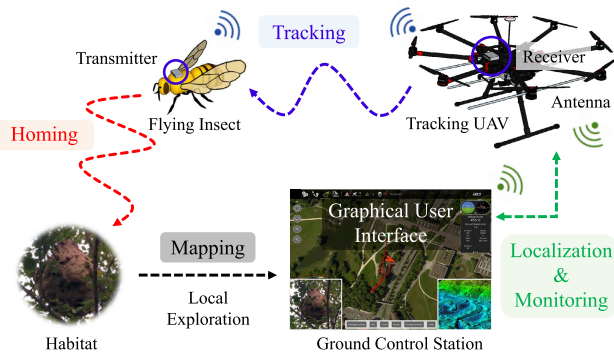 Tracking
Transmitter
Receiver
Antenna
Flying Insect
Tracking UAV
Homing
Graphical User
Interface
Mapping
Localization
&
Monitoring
Local
Exploration
Habitat
Ground Control Station